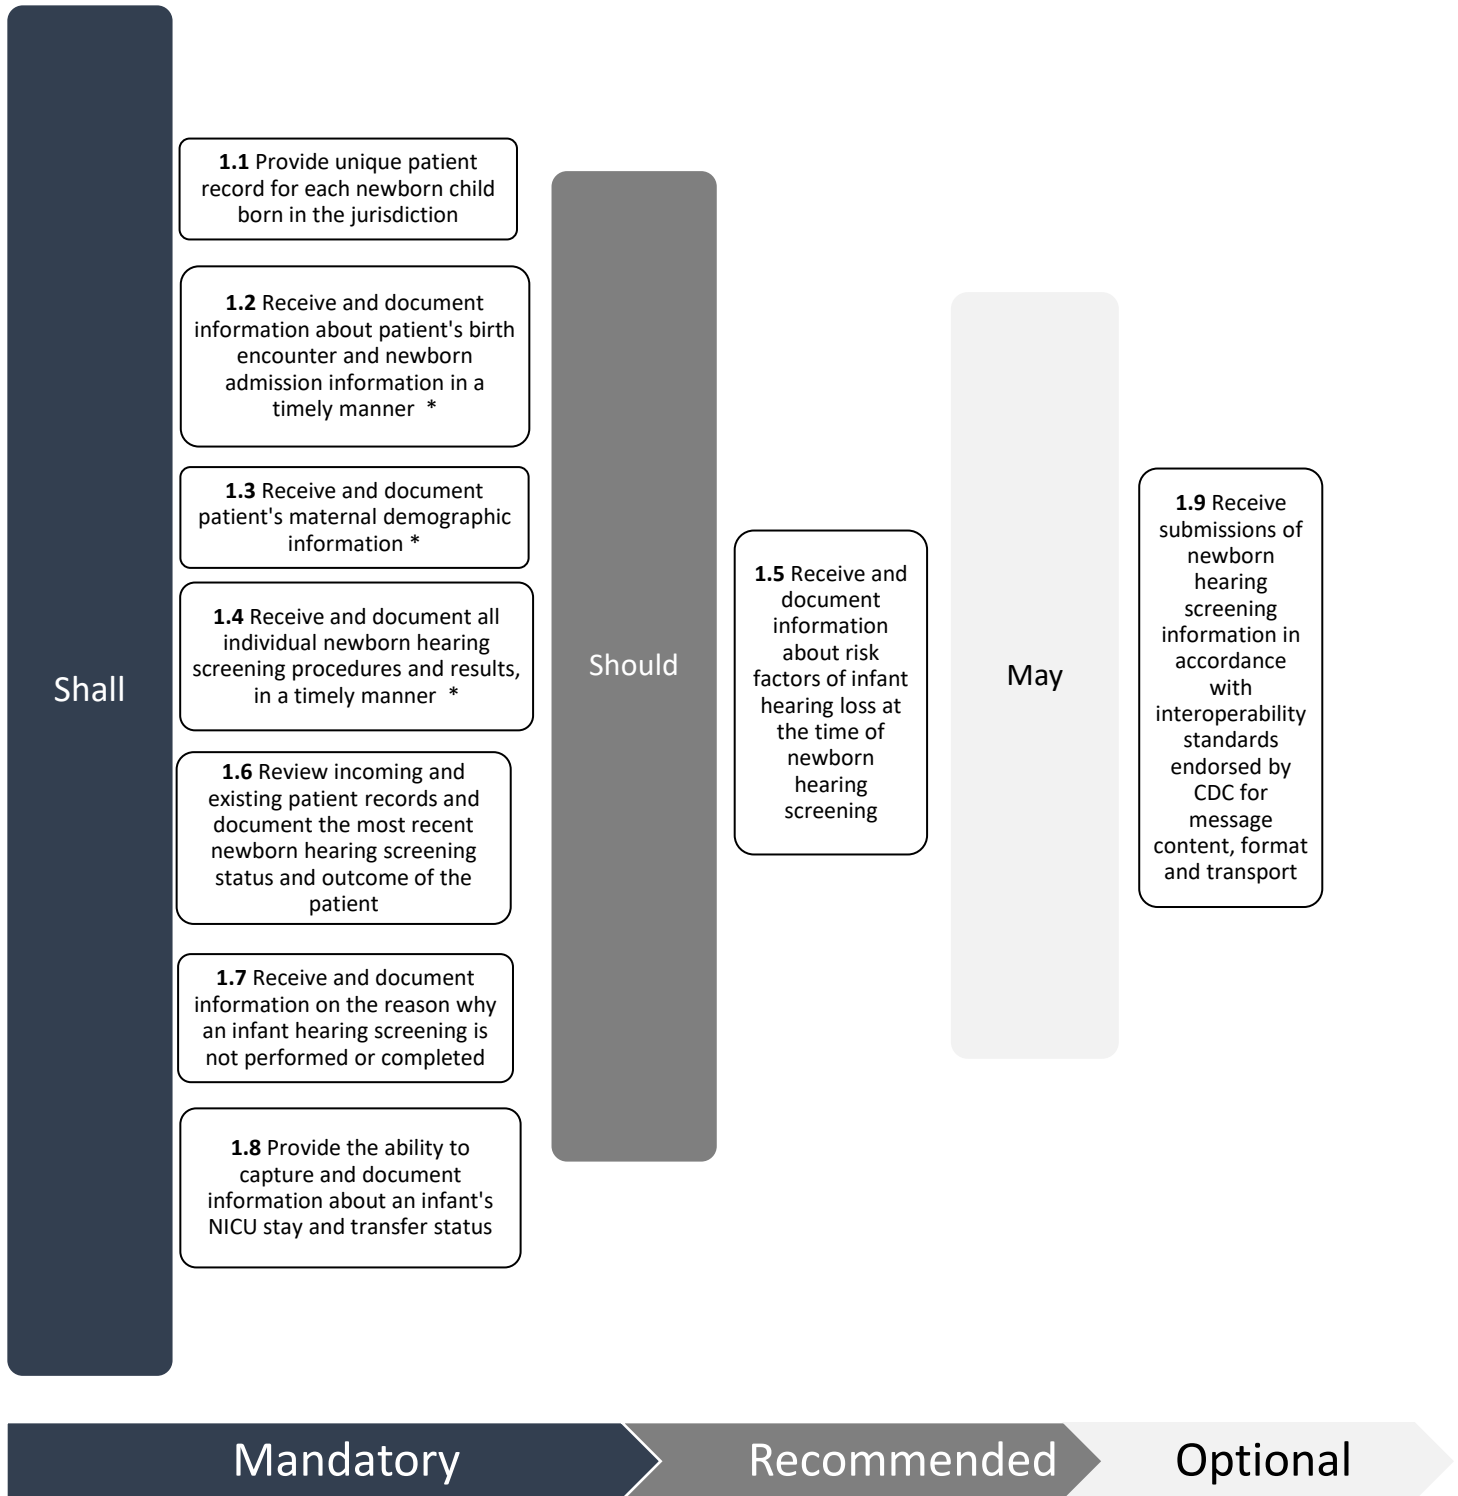 Shall
1.1 Provide unique patient
record for each newborn child
born in the jurisdiction
1.2 Receive and document
information about patient's birth
encounter and newborn
admission information in a
timely manner *
1.3 Receive and document
patient's maternal demographic
information *
1.4 Receive and document all
individual newborn hearing
screening procedures and results,
in a timely manner *
1.6 Review incoming and
existing patient records and
document the most recent
newborn hearing screening
status and outcome of the
patient
1.7 Receive and document
information on the reason why
an infant hearing screening is
not performed or completed
1.8 Provide the ability to
capture and document
information about an infant's
NICU stay and transfer status
Should
1.5 Receive and
document
information
about risk
factors of infant
hearing loss at
the time of
newborn
hearing
screening
May
1.9 Receive
submissions of
newborn
hearing
screening
information in
accordance
with
interoperability
standards
endorsed by
CDC for
message
content, format
and transport
Mandatory
Recommended
Optional